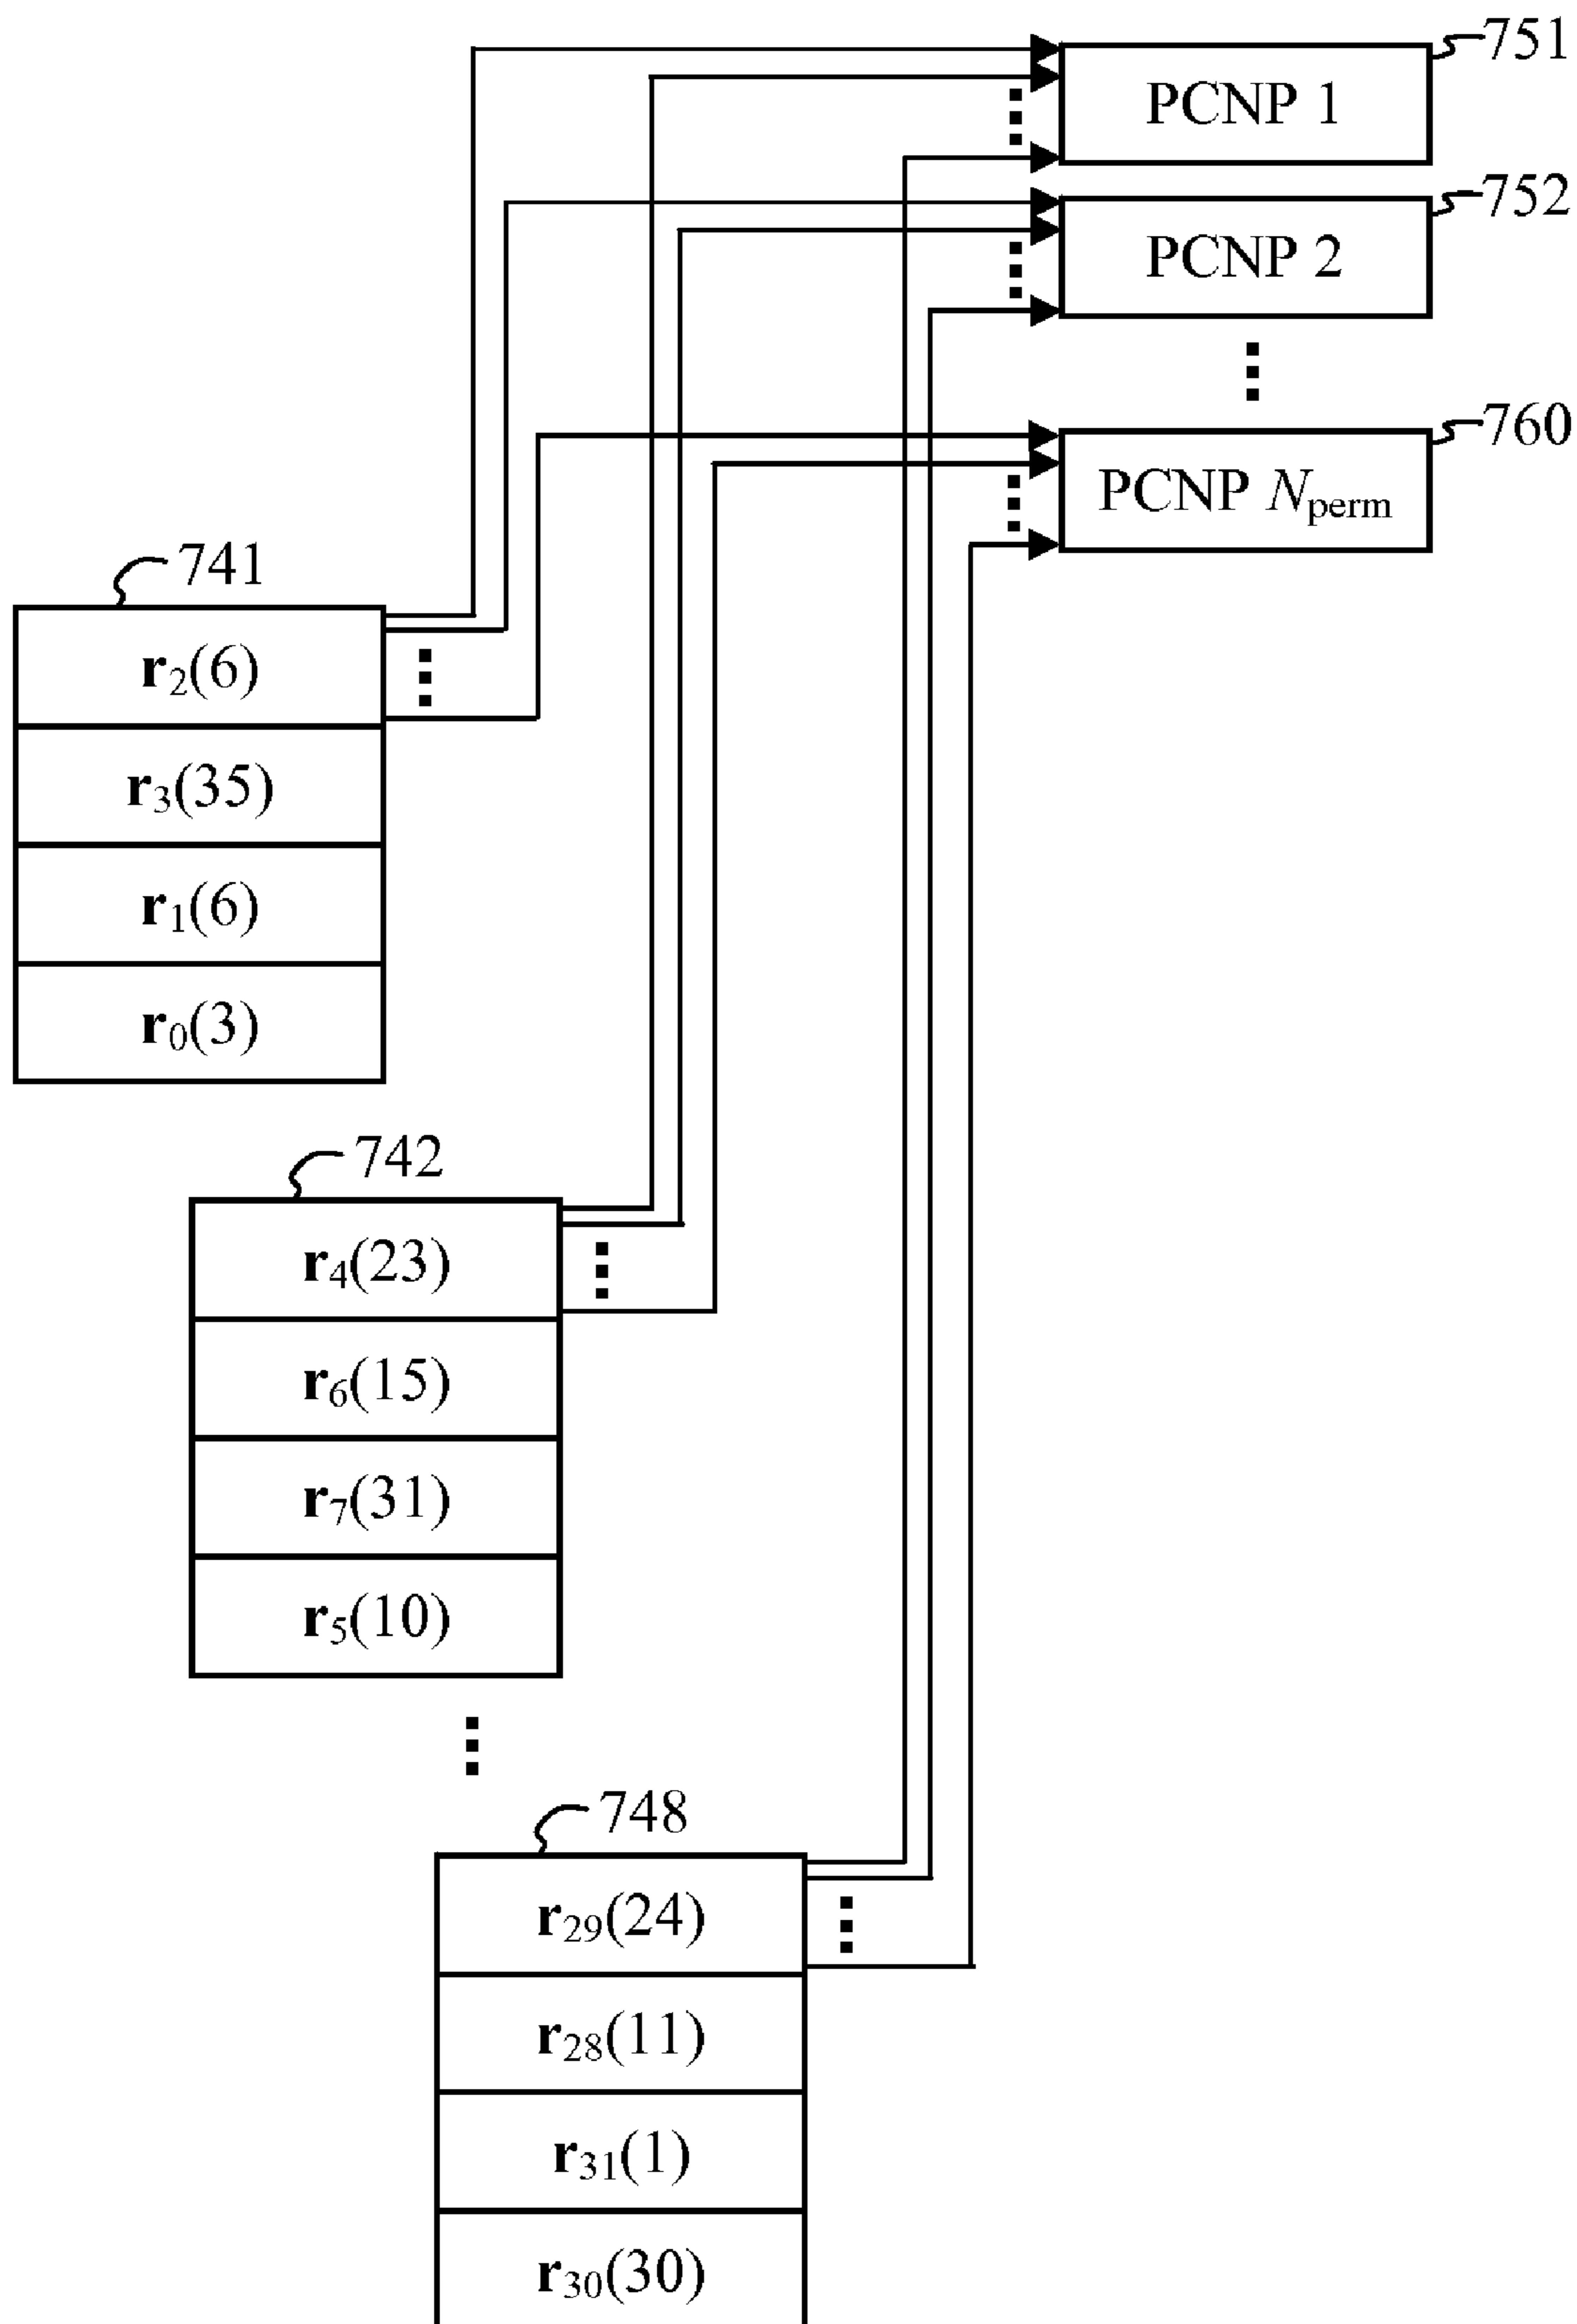 751
PCNP 1
752
PCNP 2
760
PCNP Nperm
741
r2(6)
r3(35)
r1(6)
r0(3)
742
r4(23)
r6(15)
r7(31)
r5(10)
748
r29(24)
r28(11)
r31(1)
r30(30)